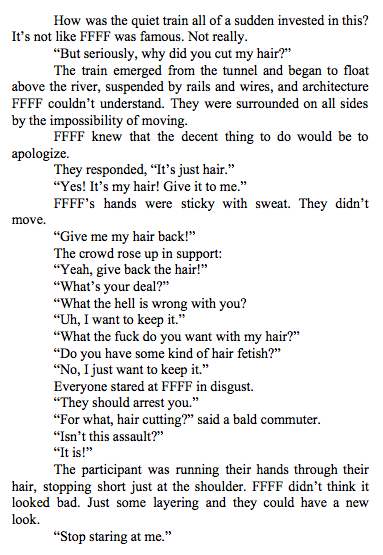 How was the quiet train all of a sudden invested in this?
It's not like FFFF was famous. Not really.
“But seriously, why did you cut my hair?”
The train emerged from the tunnel and began to float
above the river, suspended by rails and wires, and architecture
FFFF couldn't understand. They were surrounded on all sides
by the impossibility of moving.
FFFF knew that the decent thing to do would be to
apologize.
They responded, “It's just hair.”
“Yes! It's my hair! Give it to me.”
FFFF's hands were sticky with sweat. They didn't
move.
“Give me my hair back!”
The crowd rose up in support:
“Yeah, give back the hair!”
“What's your deal?”
“What the hell is wrong with you?
“Uh, I want to keep it.”
“What the fuck do you want with my hair?”
“Do you have some kind of hair fetish?”
“No, I just want to keep it.”
Everyone stared at FFFF in disgust.
“They should arrest you.”
“For what, hair cutting?” said a bald commuter.
“Isn't this assault?”
“It is!”
The participant was running their hands through their
hair, stopping short just at the shoulder. FFFF didn't think it
looked bad. Just some layering and they could have a new
look.
“Stop staring at me.”